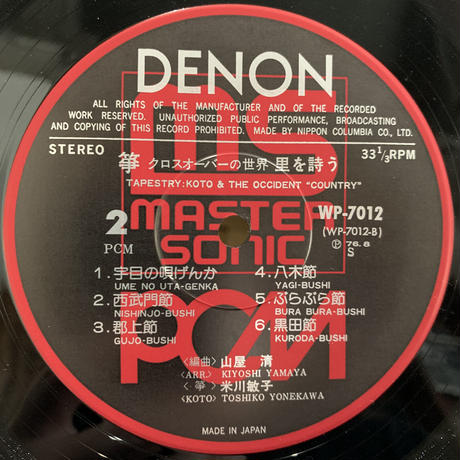 DENON
ALL RIGHTS OF THE MANUFACTURER AND OF THE RECORDED
WORK RESERVED. UNAUTHORIZED PUBLIC PERFORMANCE, BROADCASTING
AND COPYING OF THIS RECORD PROHIBITED. MADE BY NIPPON COLUMBIA CO., LTD.
STEREO 箏 クロスオーバーの世界 里を詩う 33 1/3 RPM
TAPESTRY: KOTO & THE OCCIDENT "COUNTRY"
MS
MASTER
SONIC
PCM
2
PCM
WP-7012
(WP-7012-B)
Ⓟ 76.8
S
1. 宇目の唄げんか
UME NO UTA-GENKA
2. 西武門節
NISHINJO-BUSHI
3. 郡上節
GUJO-BUSHI
4. 八木節
YAGI-BUSHI
5. ぶらぶら節
BURA BURA-BUSHI
6. 黒田節
KURODA-BUSHI
〈編曲〉山屋 清
〈ARR.〉 KIYOSHI YAMAYA
〈箏〉 米川敏子
〈KOTO〉 TOSHIKO YONEKAWA
MADE IN JAPAN